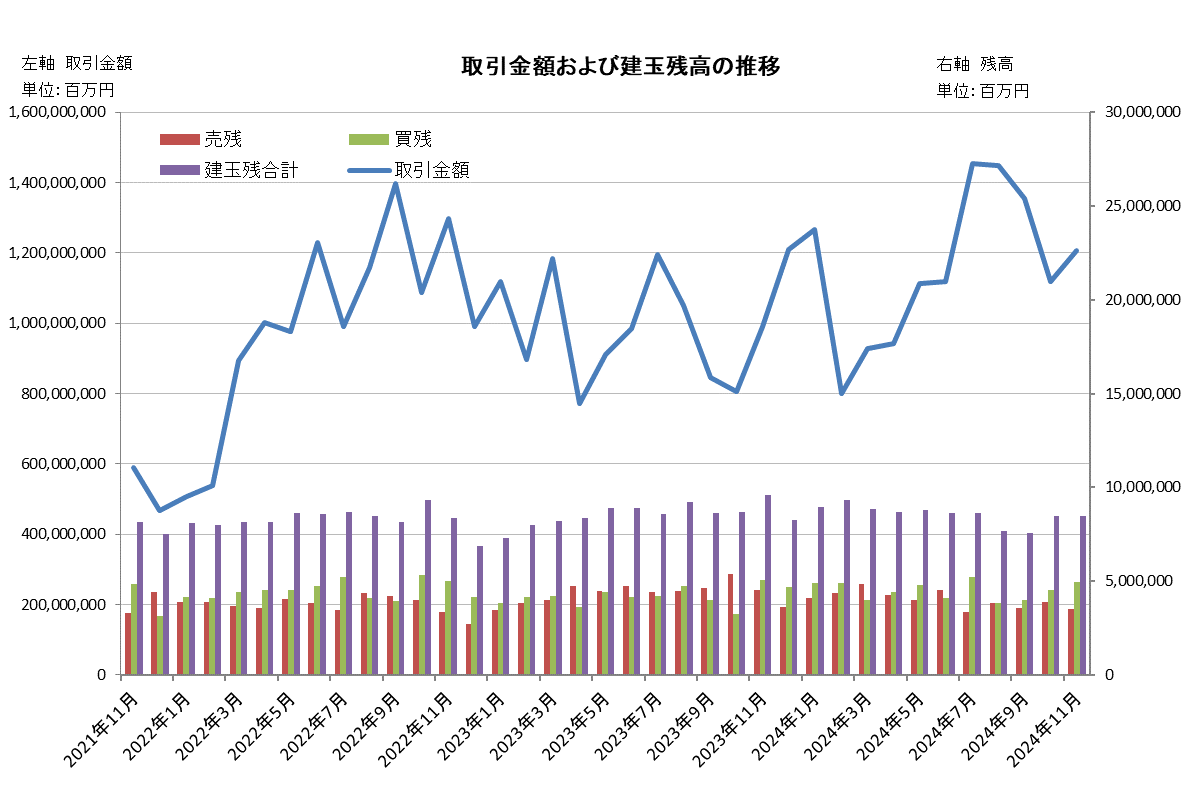 取引金額および建玉残高の推移
左軸 取引金額
単位: 百万円
右軸 残高
単位: 百万円
売残
買残
建玉残合計
取引金額
1,600,000,000
1,400,000,000
1,200,000,000
1,000,000,000
800,000,000
600,000,000
400,000,000
200,000,000
0
30,000,000
25,000,000
20,000,000
15,000,000
10,000,000
5,000,000
0
2021年11月
2022年1月
2022年3月
2022年5月
2022年7月
2022年9月
2022年11月
2023年1月
2023年3月
2023年5月
2023年7月
2023年9月
2023年11月
2024年1月
2024年3月
2024年5月
2024年7月
2024年9月
2024年11月